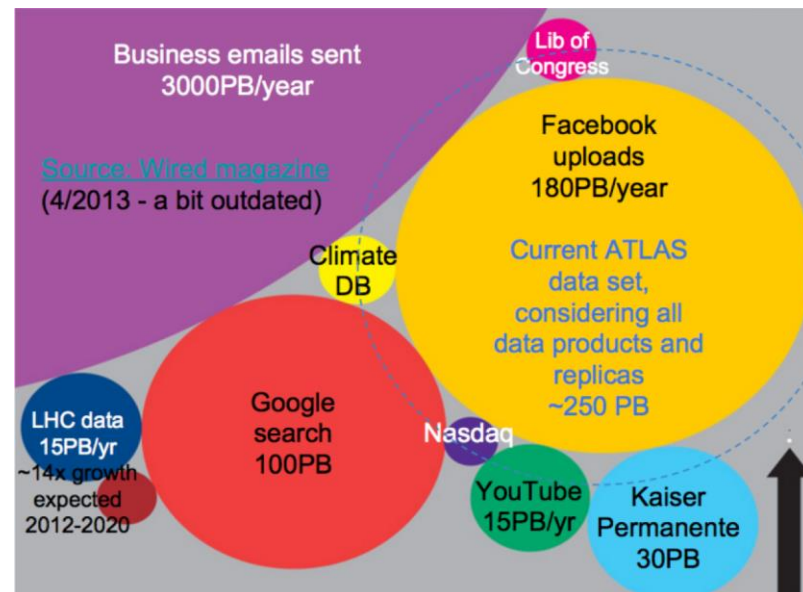 Business emails sent
3000PB/year
Source: Wired magazine
(4/2013 - a bit outdated)
Lib of
Congress
Facebook
uploads
180PB/year
Climate
DB
Current ATLAS
data set,
considering all
data products and
replicas
~250 PB
LHC data
15PB/yr
~14x growth
expected
2012-2020
Google
search
100PB
Nasdaq
YouTube
15PB/yr
Kaiser
Permanente
30PB